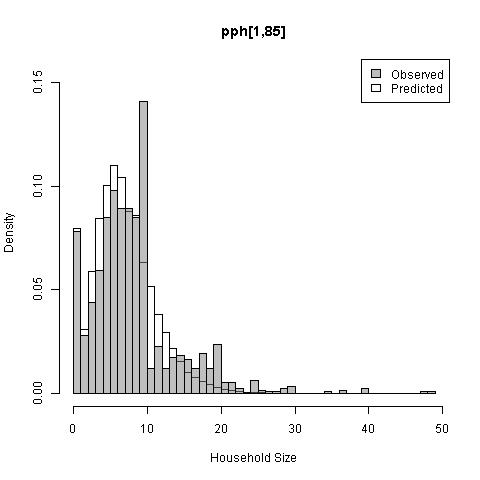 pph[1,85]
Observed
Predicted
Density
0.15
0.10
0.05
0.00
0 10 20 30 40 50
Household Size